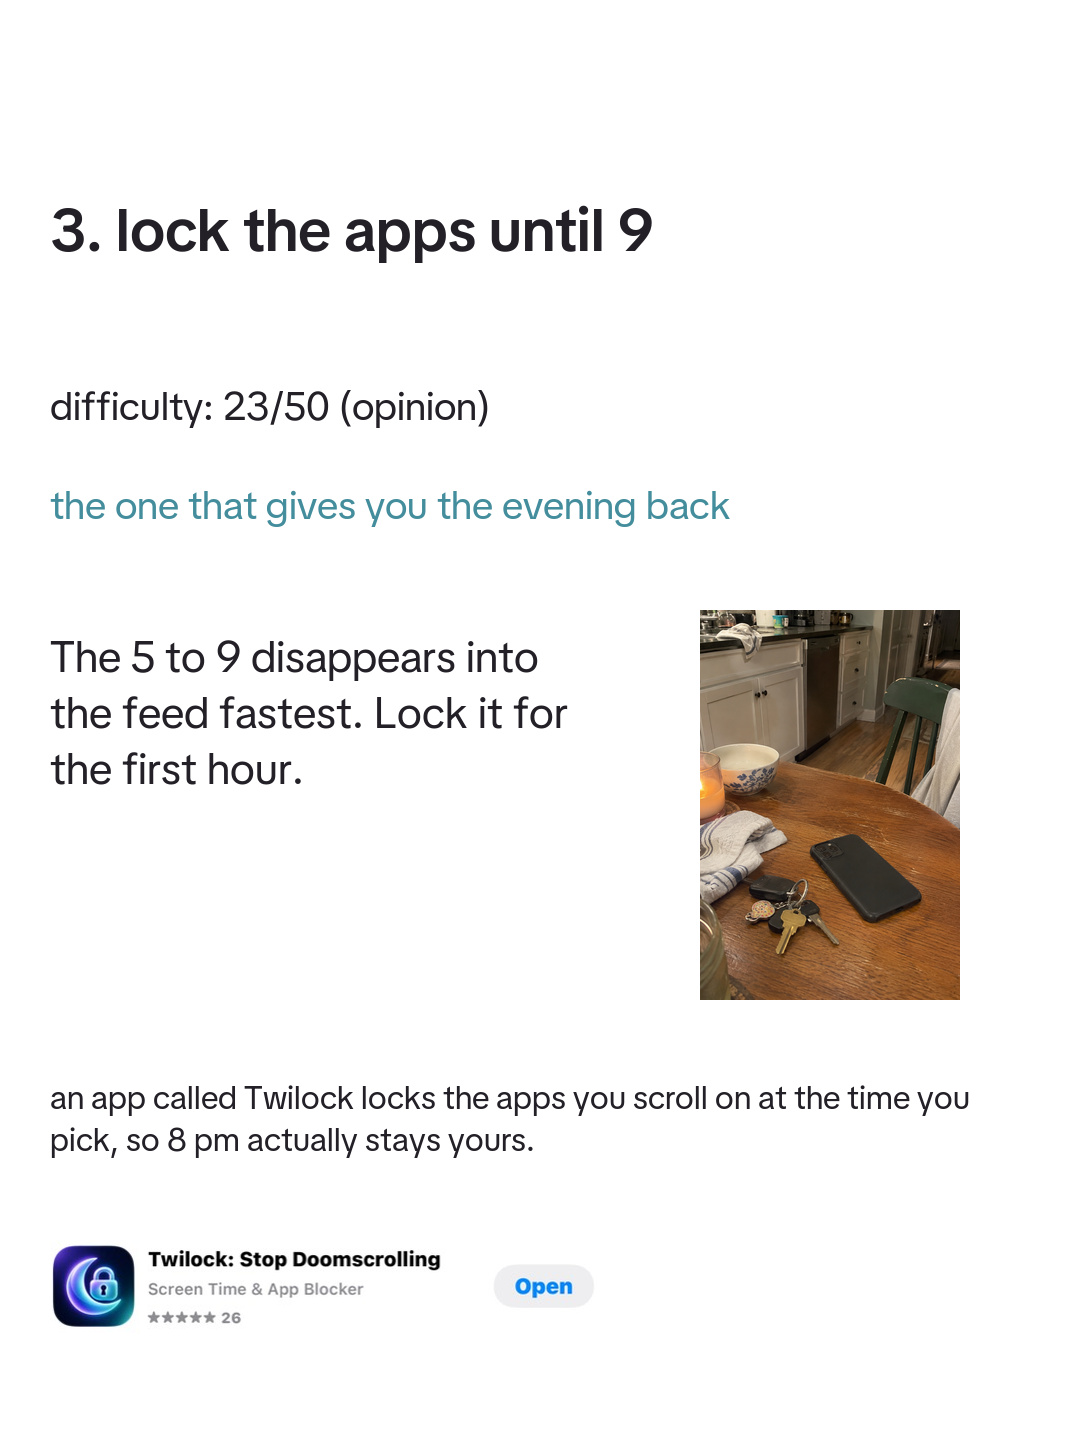 3. lock the apps until 9
difficulty: 23/50 (opinion)
the one that gives you the evening back
The 5 to 9 disappears into
the feed fastest. Lock it for
the first hour.
an app called Twilock locks the apps you scroll on at the time you
pick, so 8 pm actually stays yours.
Twilock: Stop Doomscrolling
Screen Time & App Blocker
★★★★★ 26
Open